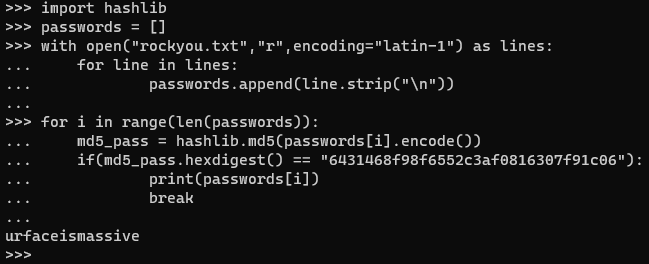 >>> import hashlib
>>> passwords = []
>>> with open("rockyou.txt","r",encoding="latin-1") as lines:
...     for line in lines:
...             passwords.append(line.strip("\n"))
...
>>> for i in range(len(passwords)):
...     md5_pass = hashlib.md5(passwords[i].encode())
...     if(md5_pass.hexdigest() == "6431468f98f6552c3af0816307f91c06"):
...             print(passwords[i])
...             break
...
urfaceismassive
>>>